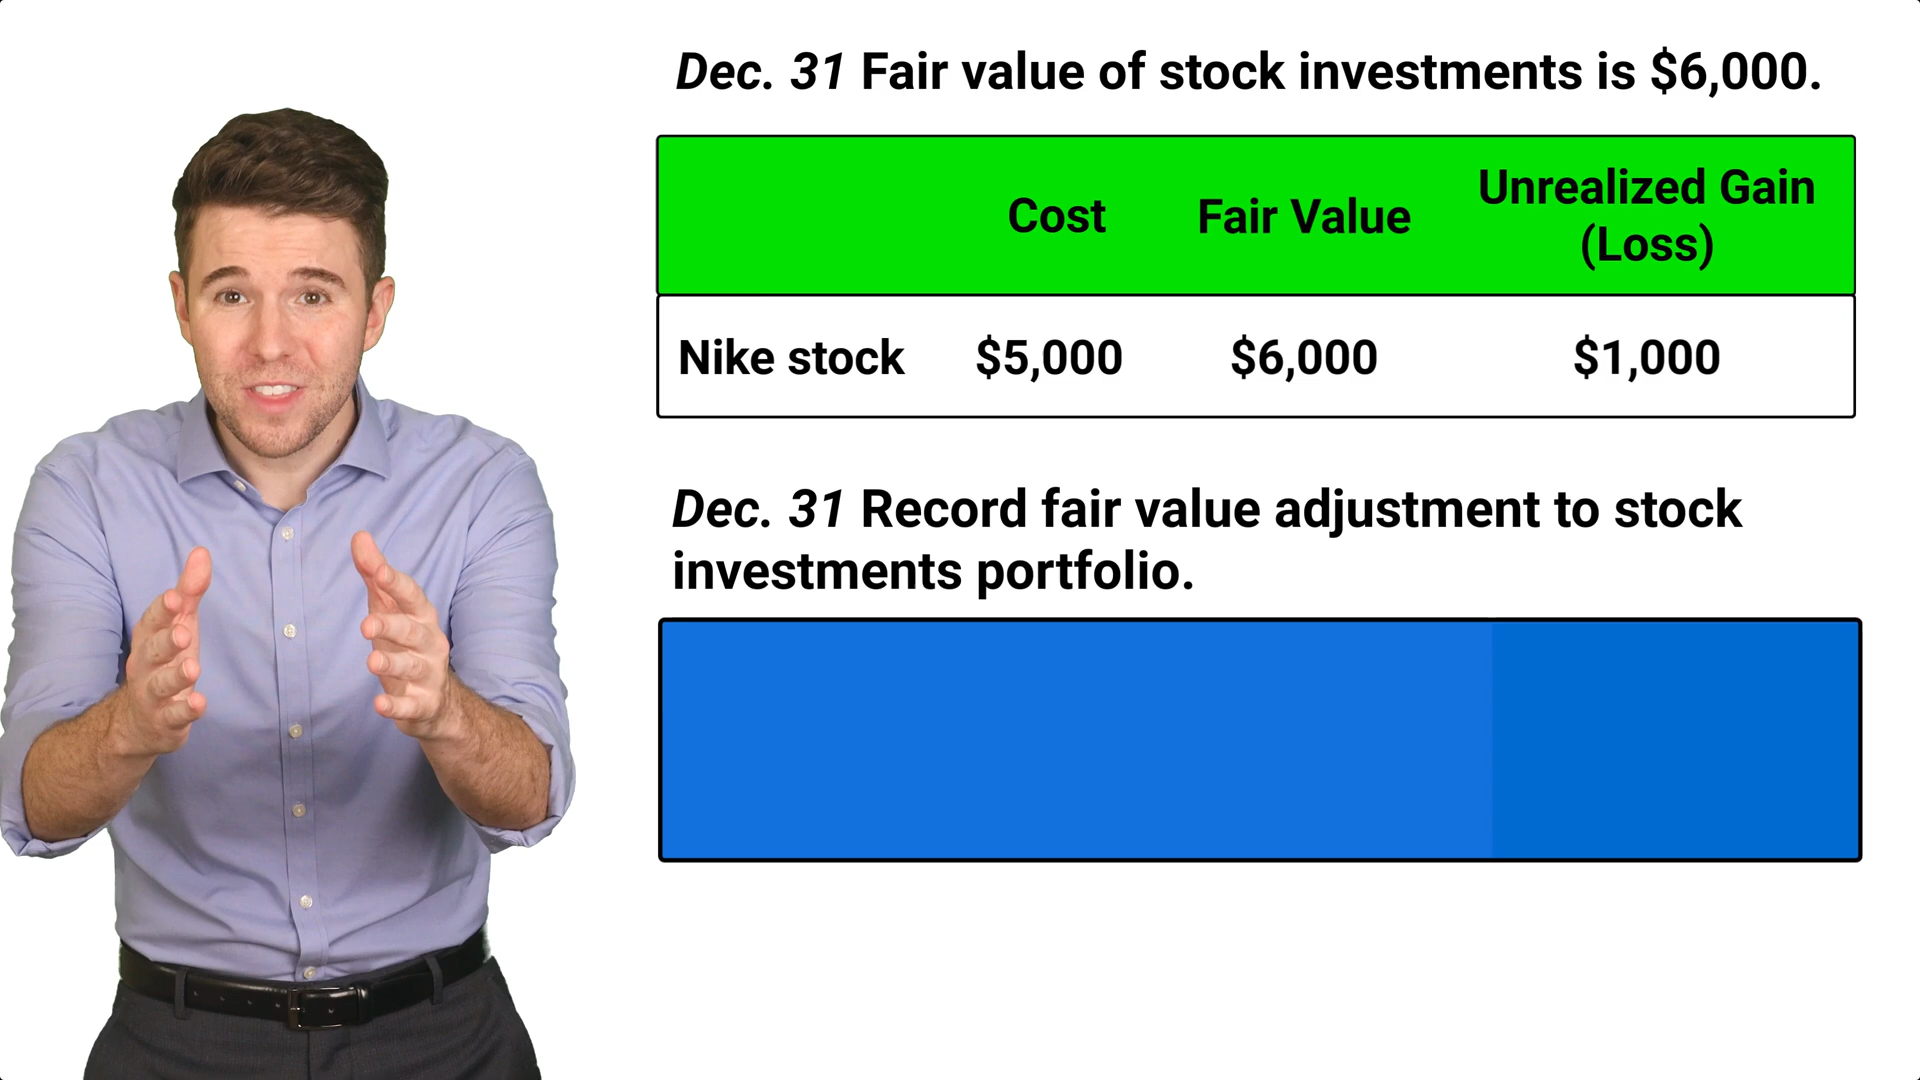 Dec. 31 Fair value of stock investments is $6,000.
Cost
Fair Value
Unrealized Gain
(Loss)
Nike stock $5,000 $6,000 $1,000
Dec. 31 Record fair value adjustment to stock
investments portfolio.